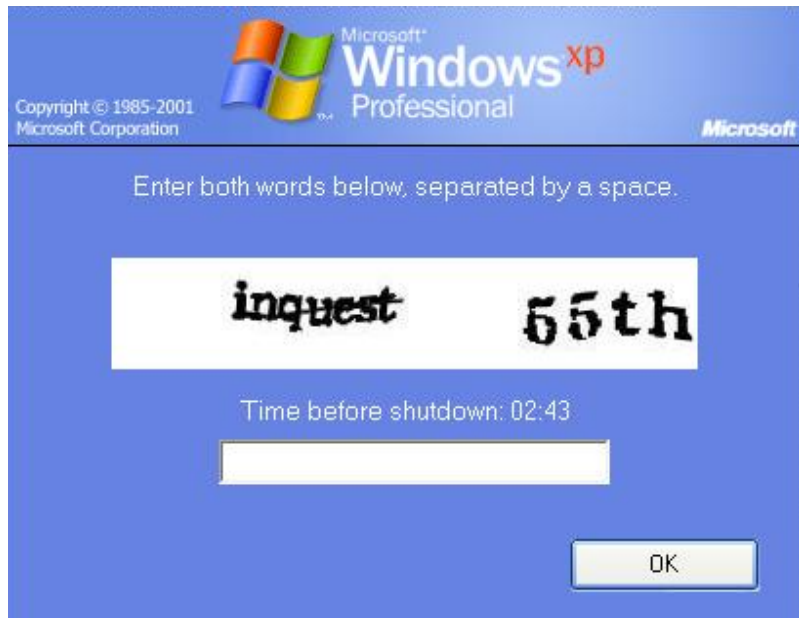 Microsoft®
Windows xp
Professional
Copyright © 1985-2001
Microsoft Corporation
Microsoft
Enter both words below, separated by a space.
inquest 55th
Time before shutdown: 02:43
OK